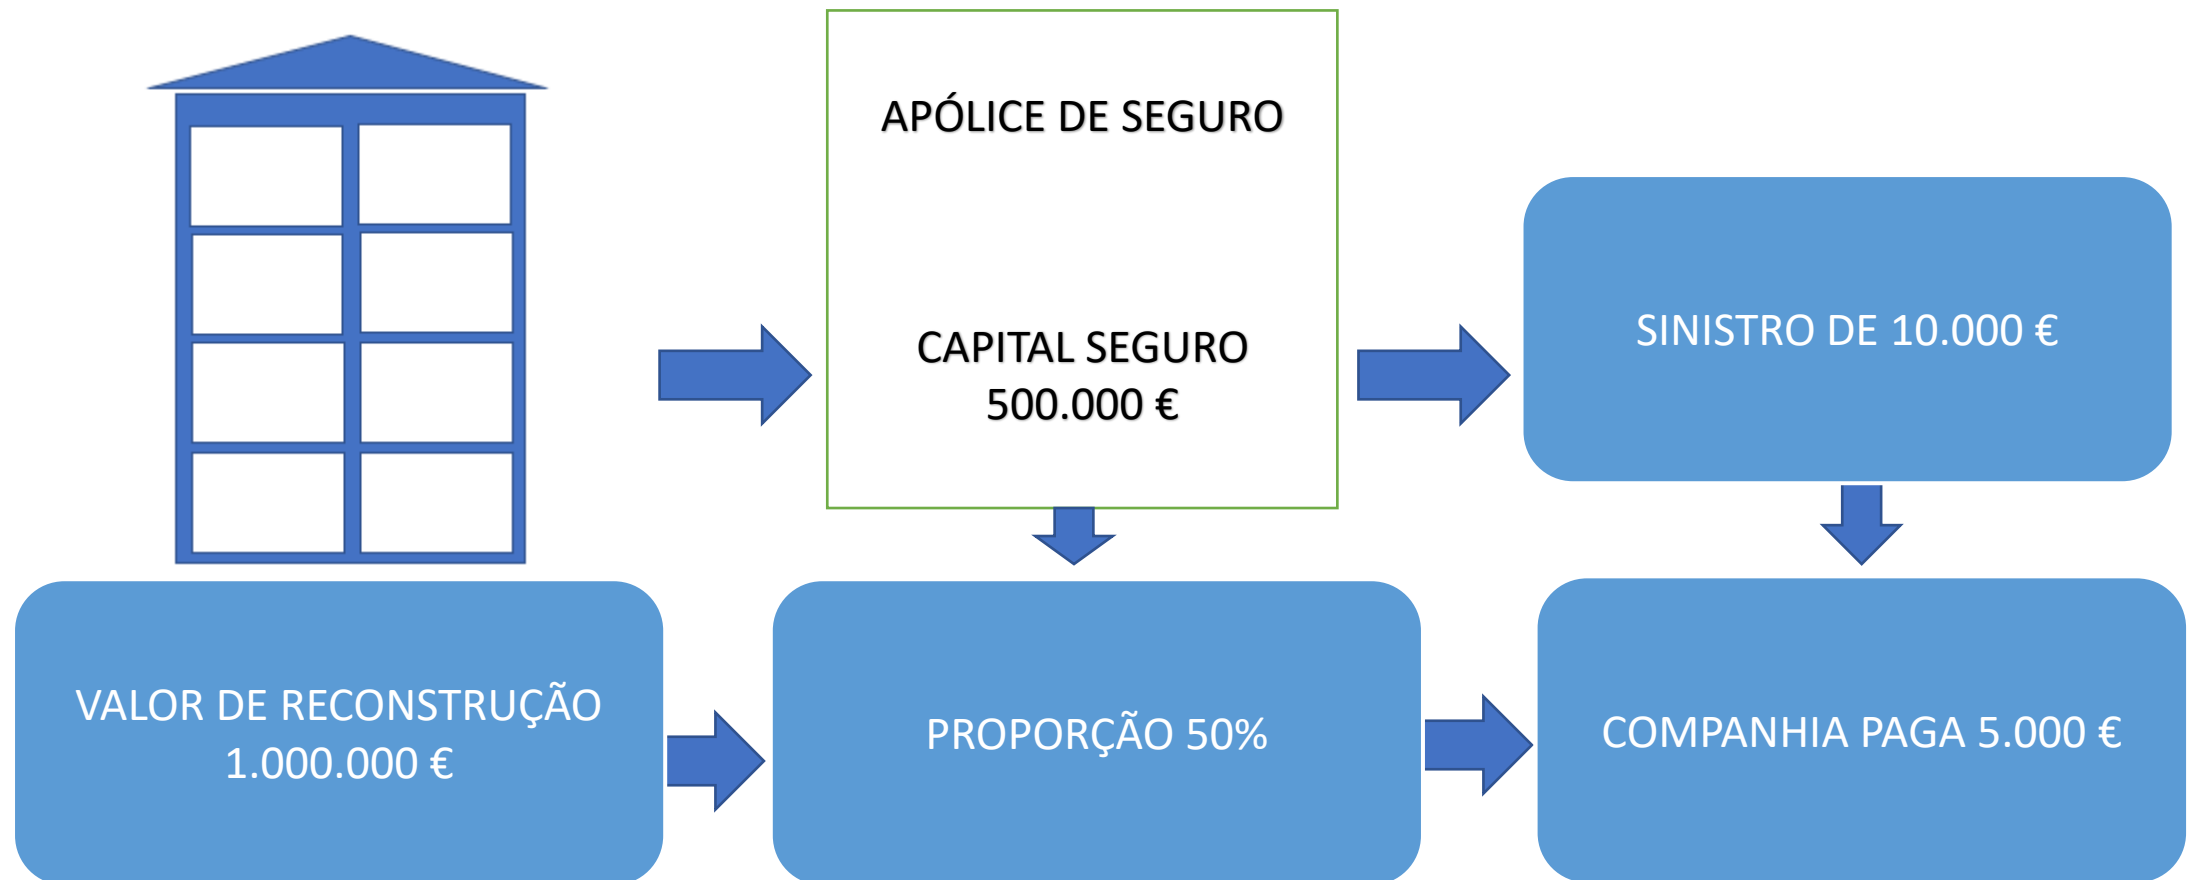 APÓLICE DE SEGURO
CAPITAL SEGURO
500.000 €
SINISTRO DE 10.000 €
VALOR DE RECONSTRUÇÃO
1.000.000 €
PROPORÇÃO 50%
COMPANHIA PAGA 5.000 €